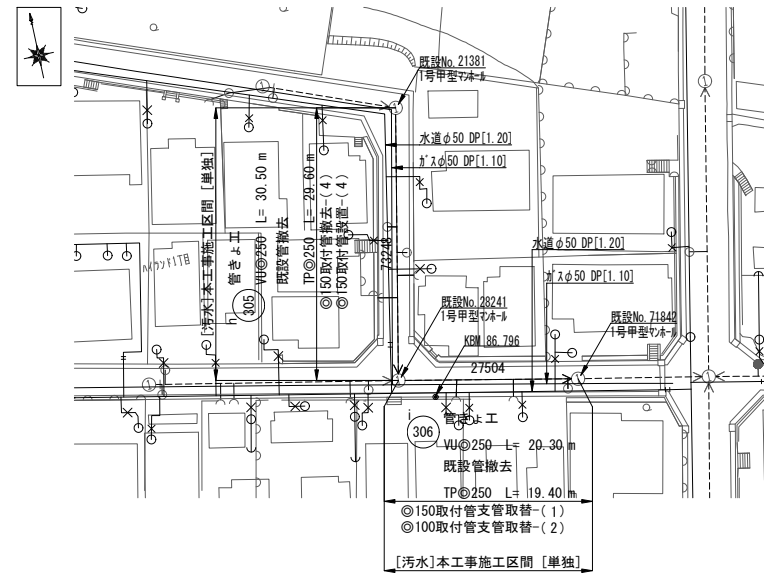 既設No.21381
1号甲型マンホール
水道φ50 DP[1.20]
ガスφ50 DP[1.10]
[汚水]本工事施工区間 [単独]
h
305
管きょ工
VU◎250 L= 30.50 m
既設管撤去
TP◎250 L= 29.60 m
◎150取付管撤去-(4)
◎150取付管設置-(4)
73248
ハイランド1丁目
水道φ50 DP[1.20]
ガスφ50 DP[1.10]
既設No.28241
1号甲型マンホール
既設No.71842
1号甲型マンホール
KBM 86.796
27504
i
306
管きょ工
VU◎250 L= 20.30 m
既設管撤去
TP◎250 L= 19.40 m
◎150取付管支管取替-(1)
◎100取付管支管取替-(2)
[汚水]本工事施工区間 [単独]